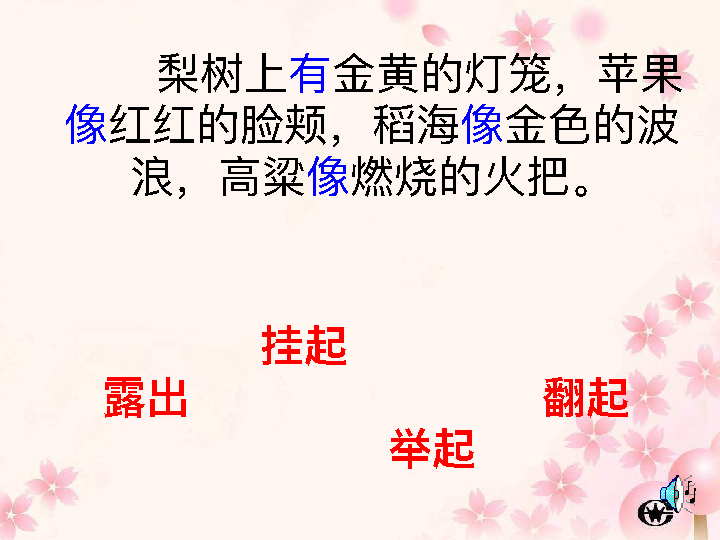 梨树上有金黄的灯笼，苹果
像红红的脸颊，稻海像金色的波
浪，高粱像燃烧的火把。
挂起
露出 翻起
举起